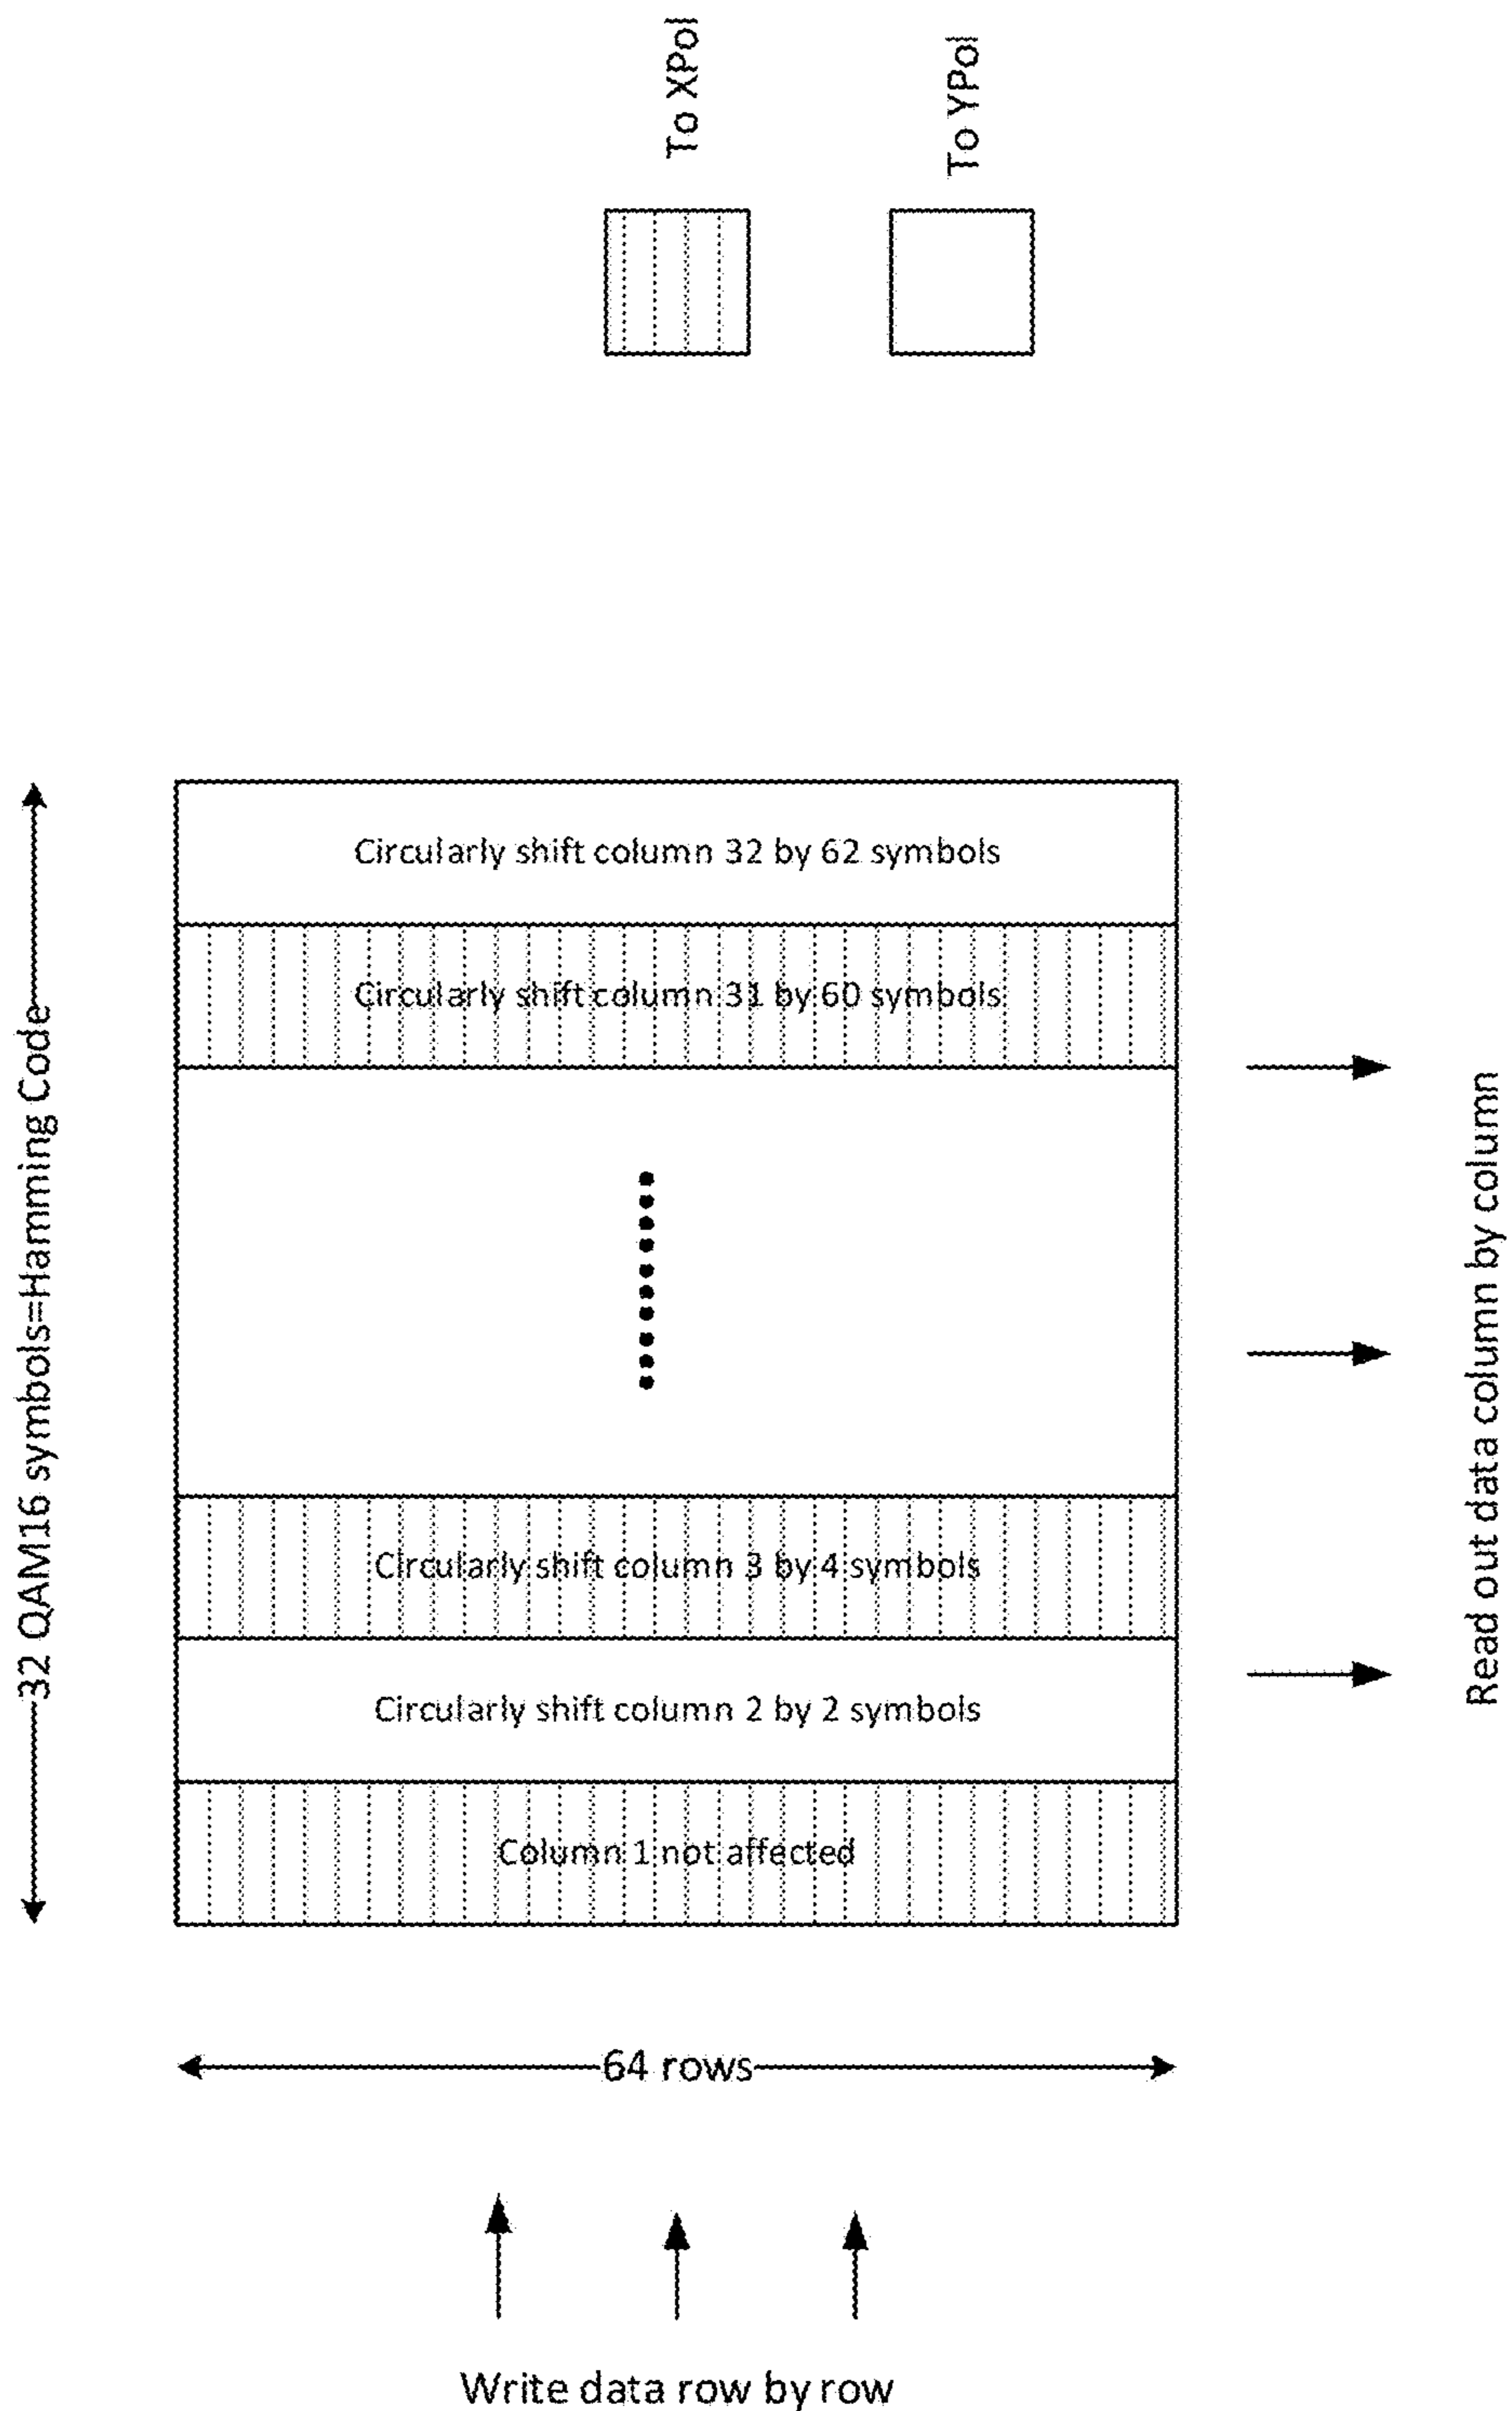 To XPol
To YPol
32 QAM16 symbols=Hamming Code
Circularly shift column 32 by 62 symbols
Circularly shift column 31 by 60 symbols
Circularly shift column 3 by 4 symbols
Circularly shift column 2 by 2 symbols
Column 1 not affected
Read out data column by column
64 rows
Write data row by row